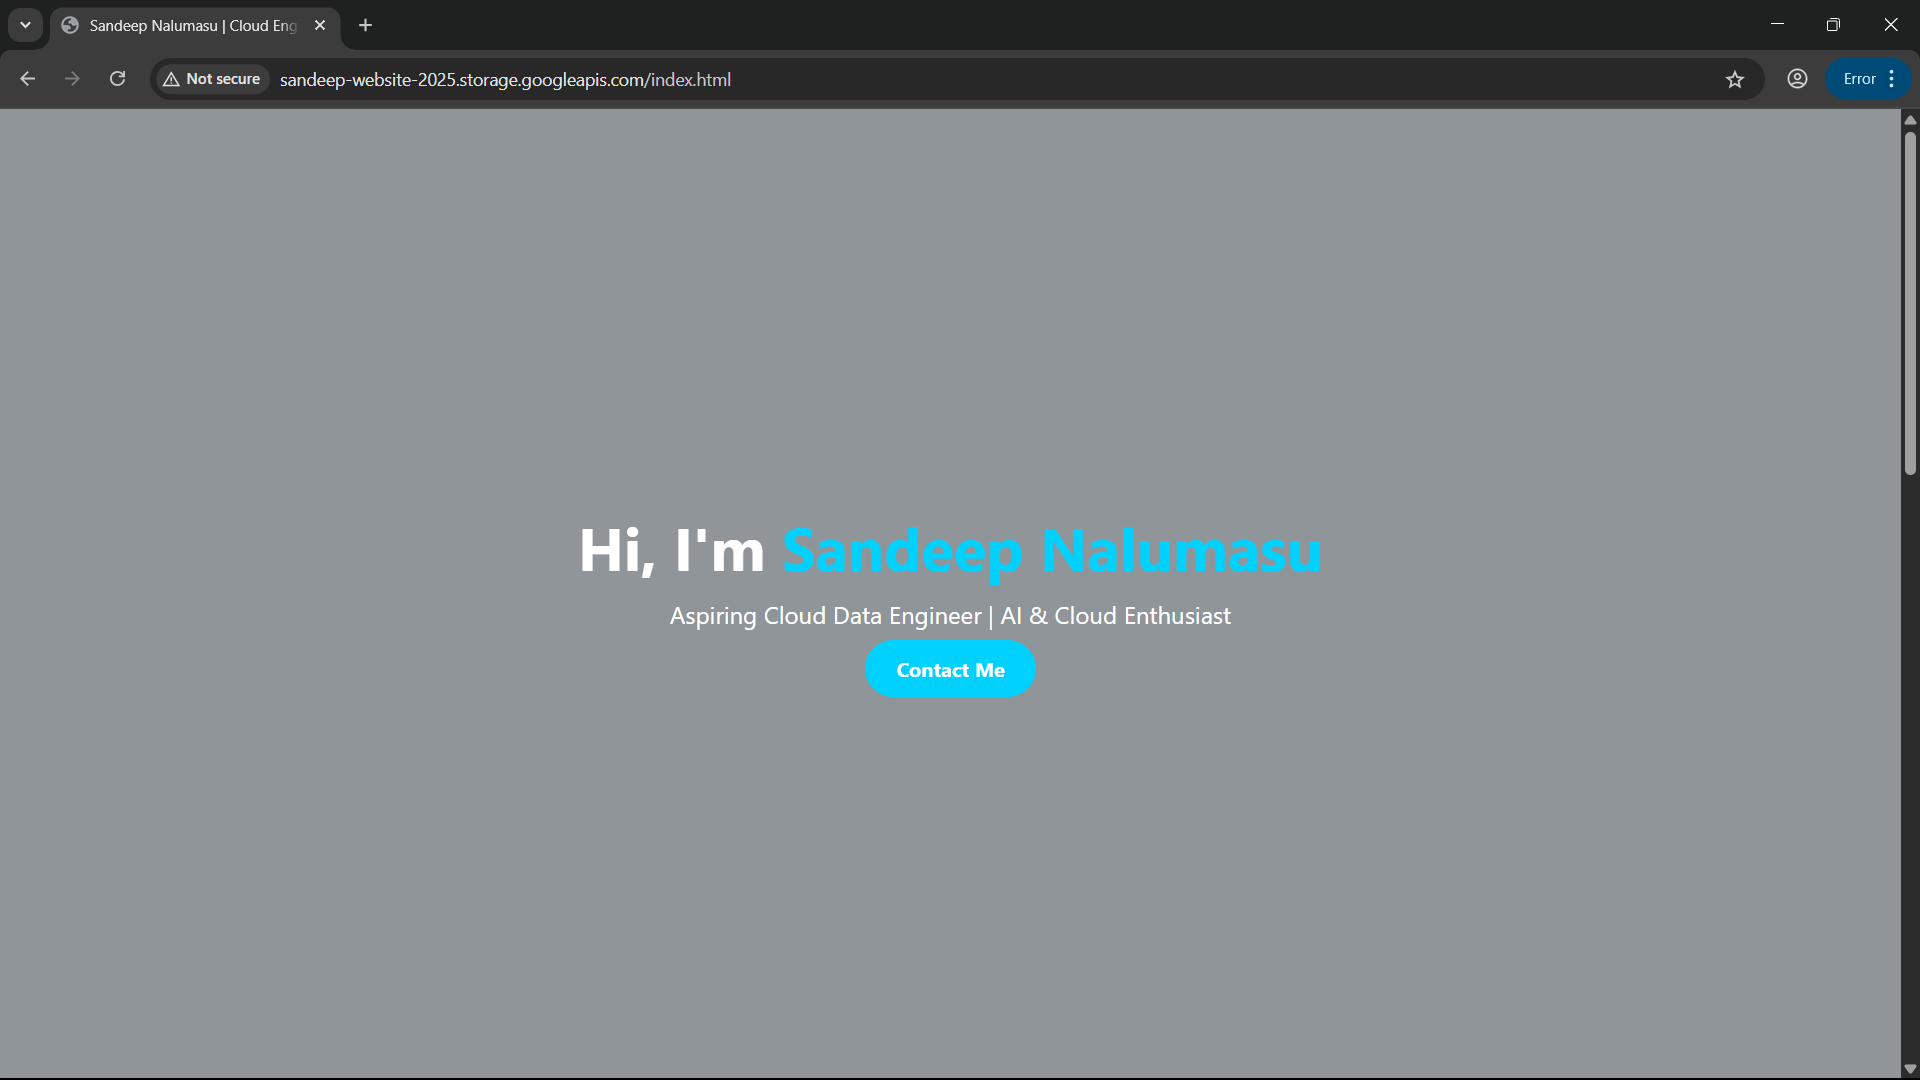 Sandeep Nalumasu | Cloud Eng
Not secure
sandeep-website-2025.storage.googleapis.com/index.html
Error
Hi, I'm Sandeep Nalumasu
Aspiring Cloud Data Engineer | AI & Cloud Enthusiast
Contact Me